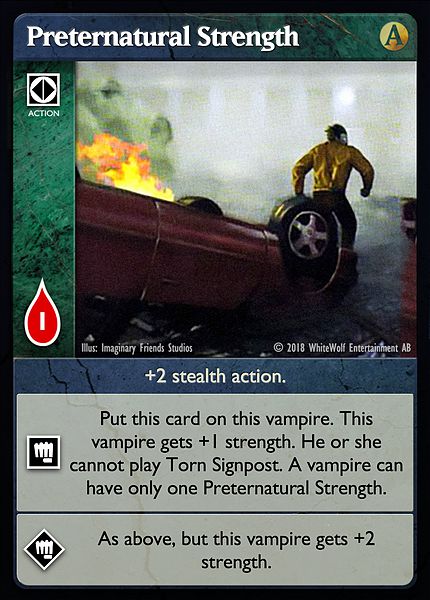 Preternatural Strength
A
ACTION
1
Illus: Imaginary Friends Studios
© 2018 WhiteWolf Entertainment AB
+2 stealth action.
Put this card on this vampire. This
vampire gets +1 strength. He or she
cannot play Torn Signpost. A vampire can
have only one Preternatural Strength.
As above, but this vampire gets +2
strength.